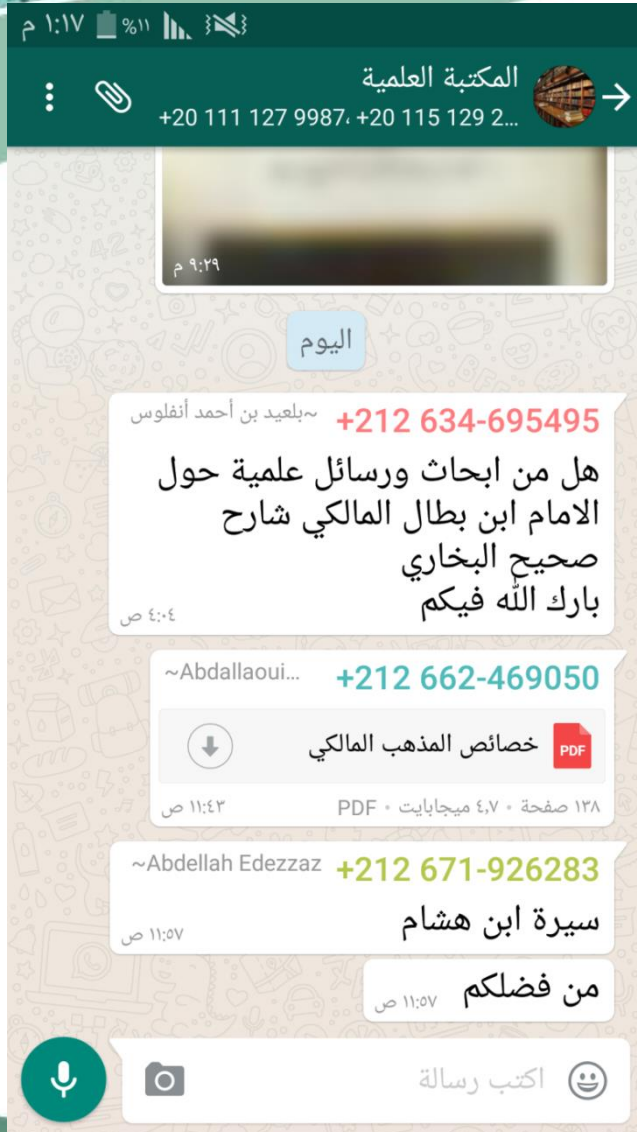 ١:١٧ م %١١
المكتبة العلمية
+20 111 127 9987، +20 115 129 2...
٩:٢٩ م
اليوم
+212 634-695495 ~بلعيد بن أحمد أنفلوس
هل من ابحاث ورسائل علمية حول
الامام ابن بطال المالكي شارح
صحيح البخاري
بارك الله فيكم
٤:٠٤ ص
+212 662-469050 ~Abdallaoui...
PDF خصائص المذهب المالكي
١٣٨ صفحة • ٤,٧ ميجابايت • PDF ١١:٤٣ ص
+212 671-926283 ~Abdellah Edezzaz
سيرة ابن هشام
١١:٥٧ ص
من فضلكم ١١:٥٧ ص
اكتب رسالة